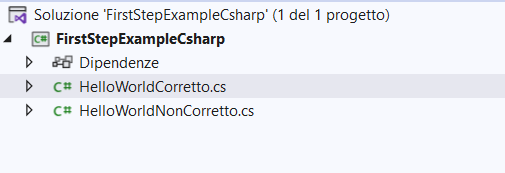 Soluzione 'FirstStepExampleCsharp' (1 del 1 progetto)
C# FirstStepExampleCsharp
Dipendenze
C# HelloWorldCorretto.cs
C# HelloWorldNonCorretto.cs